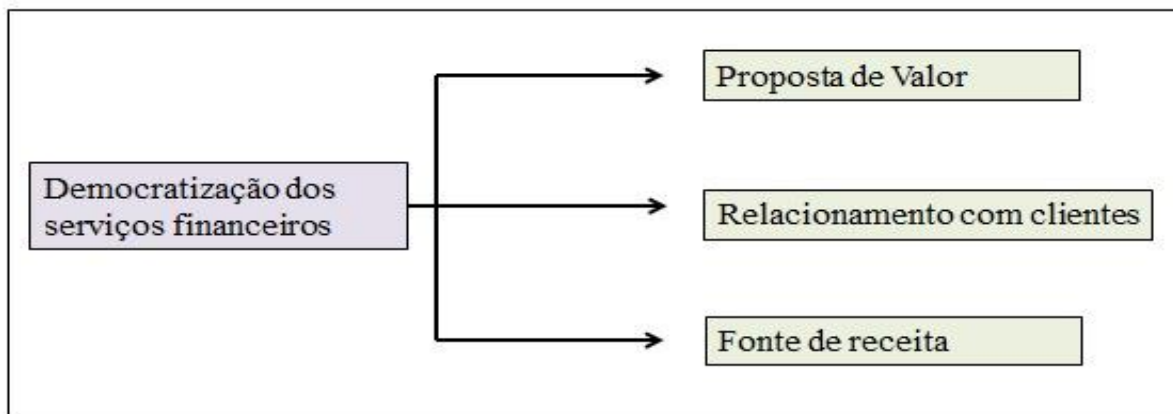 Proposta de Valor
Democratização dos
serviços financeiros
Relacionamento com clientes
Fonte de receita